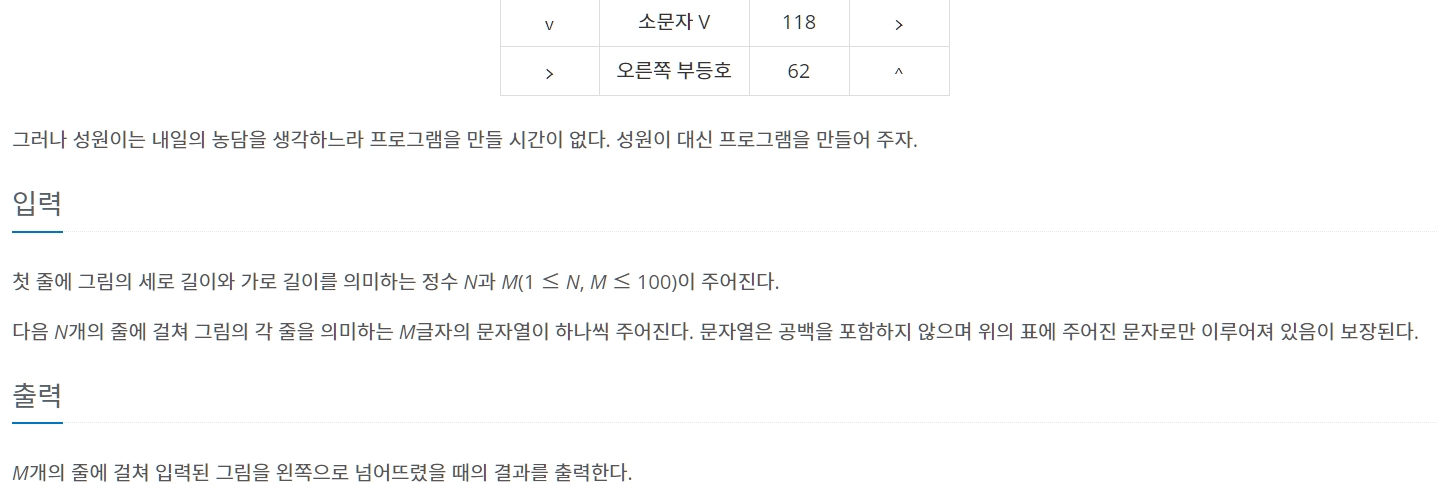 v 소문자 V 118 >
> 오른쪽 부등호 62 ^
그러나 성원이는 내일의 농담을 생각하느라 프로그램을 만들 시간이 없다. 성원이 대신 프로그램을 만들어 주자.
입력
첫 줄에 그림의 세로 길이와 가로 길이를 의미하는 정수 N과 M(1 ≤ N, M ≤ 100)이 주어진다.
다음 N개의 줄에 걸쳐 그림의 각 줄을 의미하는 M글자의 문자열이 하나씩 주어진다. 문자열은 공백을 포함하지 않으며 위의 표에 주어진 문자로만 이루어져 있음이 보장된다.
출력
M개의 줄에 걸쳐 입력된 그림을 왼쪽으로 넘어뜨렸을 때의 결과를 출력한다.